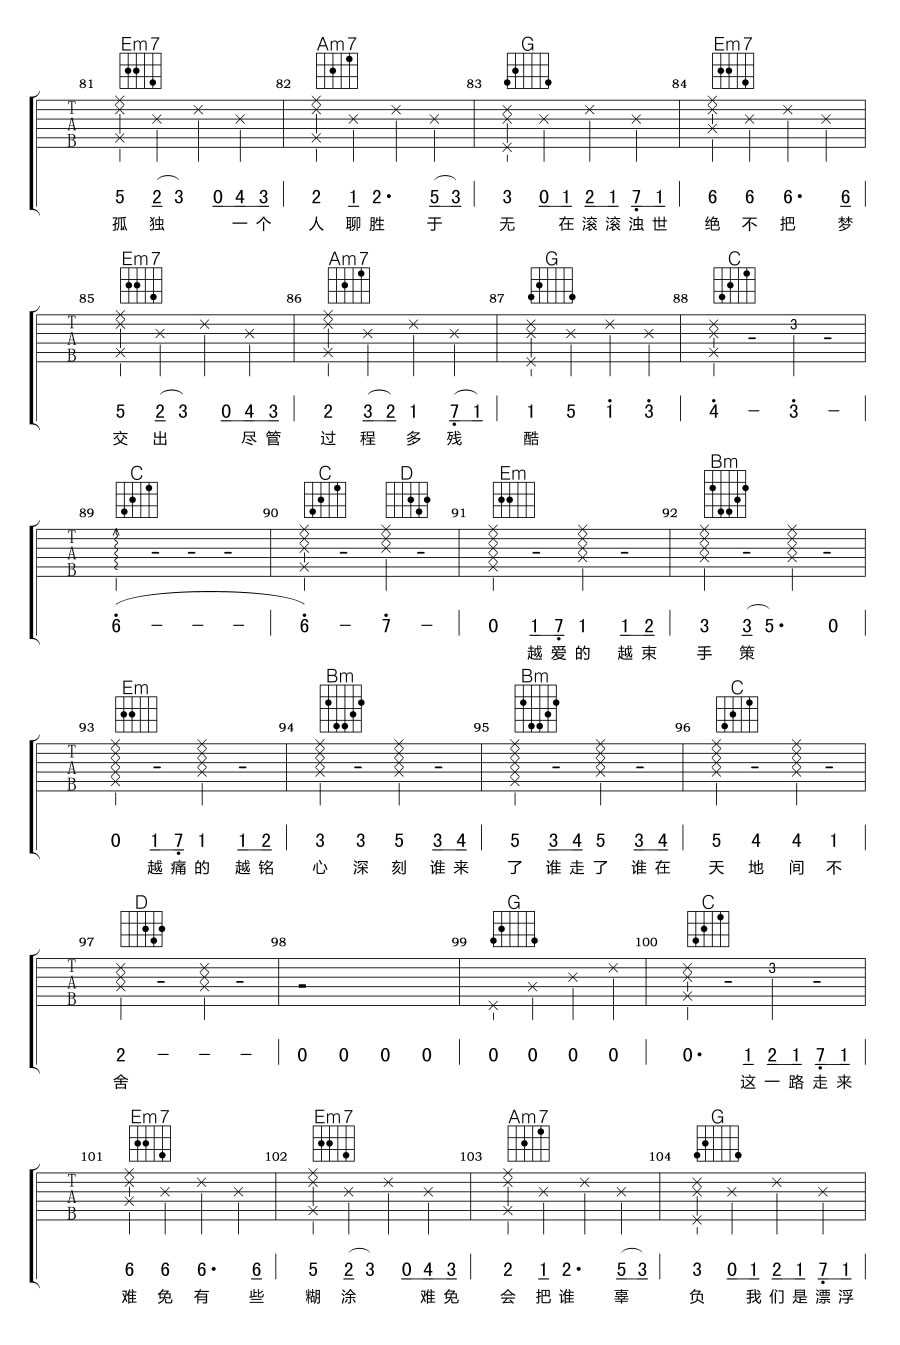 Em7 Am7 G Em7
81 82 83 84
T A B
5 2 3 0 4 3 2 1 2· 5 3 3 0 1 2 1 7 1 6 6 6· 6
孤 独 一 个 人 聊 胜 于 无 在 滚 滚 浊 世 绝 不 把 梦
Em7 Am7 G C
85 86 87 88
T A B 3
5 2 3 0 4 3 2 3 2 1 7 1 1 5 1 3 4 – 3 –
交 出 尽 管 过 程 多 残 酷
C C D Em Bm
89 90 91 92
T A B
6 – – – 6 – 7 – 0 1 7 1 1 2 3 3 5· 0
越 爱 的 越 束 手 策
Em Bm Bm C
93 94 95 96
T A B
0 1 7 1 1 2 3 3 5 3 4 5 3 4 5 3 4 5 4 4 1
越 痛 的 越 铭 心 深 刻 谁 来 了 谁 走 了 谁 在 天 地 间 不
D G C
97 98 99 100
T A B 3
2 – – – 0 0 0 0 0 0 0 0 0· 1 2 1 7 1
舍 这 一 路 走 来
Em7 Em7 Am7 G
101 102 103 104
T A B
6 6 6· 6 5 2 3 0 4 3 2 1 2· 5 3 3 0 1 2 1 7 1
难 免 有 些 糊 涂 难 免 会 把 谁 辜 负 我 们 是 漂 浮